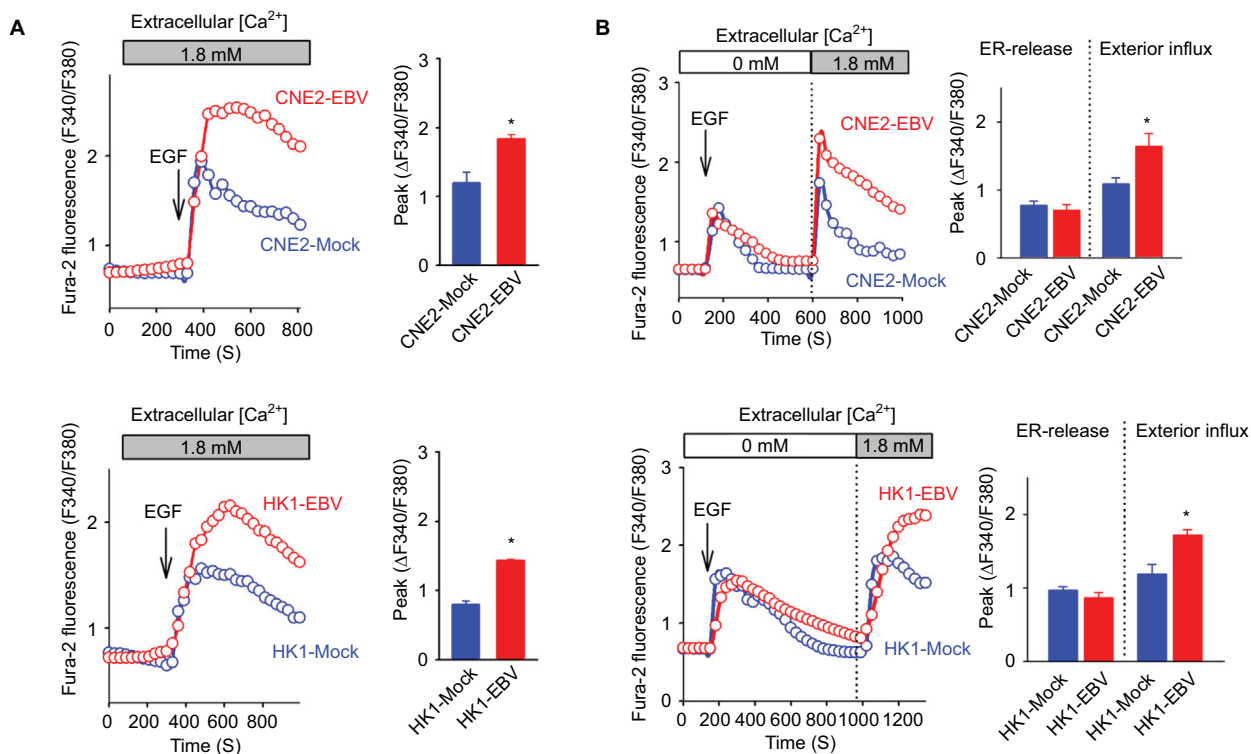 A
Extracellular [Ca2+]
1.8 mM
Fura-2 fluorescence (F340/F380)
2
1
EGF
CNE2-EBV
CNE2-Mock
0 200 400 600 800
Time (S)
Peak (ΔF340/F380)
3
2
1
0
*
CNE2-Mock
CNE2-EBV
B
Extracellular [Ca2+]
0 mM 1.8 mM
Fura-2 fluorescence (F340/F380)
3
2
1
0
EGF
CNE2-EBV
CNE2-Mock
0 200 400 600 800 1000
Time (S)
ER-release Exterior influx
Peak (ΔF340/F380)
3
2
1
0
*
CNE2-Mock
CNE2-EBV
CNE2-Mock
CNE2-EBV
Extracellular [Ca2+]
1.8 mM
Fura-2 fluorescence (F340/F380)
2
1
EGF
HK1-EBV
HK1-Mock
0 200 400 600 800
Time (S)
Peak (ΔF340/F380)
3
2
1
0
*
HK1-Mock
HK1-EBV
Extracellular [Ca2+]
0 mM 1.8 mM
Fura-2 fluorescence (F340/F380)
3
2
1
0
EGF
HK1-EBV
HK1-Mock
0 200 400 600 800 1000 1200
Time (S)
ER-release Exterior influx
Peak (ΔF340/F380)
3
2
1
0
*
HK1-Mock
HK1-EBV
HK1-Mock
HK1-EBV